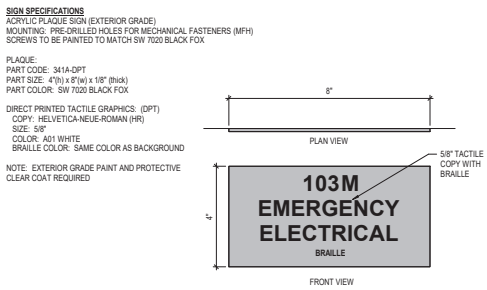 SIGN SPECIFICATIONS
ACRYLIC PLAQUE SIGN (EXTERIOR GRADE)
MOUNTING: PRE-DRILLED HOLES FOR MECHANICAL FASTENERS (MFH)
SCREWS TO BE PAINTED TO MATCH SW 7020 BLACK FOX
PLAQUE:
PART CODE: 341A-DPT
PART SIZE: 4"(h) x 8"(w) x 1/8" (thick)
PART COLOR: SW 7020 BLACK FOX
DIRECT PRINTED TACTILE GRAPHICS: (DPT)
COPY: HELVETICA-NEUE-ROMAN (HR)
SIZE: 5/8"
COLOR: A01 WHITE
BRAILLE COLOR: SAME COLOR AS BACKGROUND
NOTE: EXTERIOR GRADE PAINT AND PROTECTIVE
CLEAR COAT REQUIRED
8"
PLAN VIEW
5/8" TACTILE
COPY WITH
BRAILLE
4"
103M
EMERGENCY
ELECTRICAL
BRAILLE
FRONT VIEW